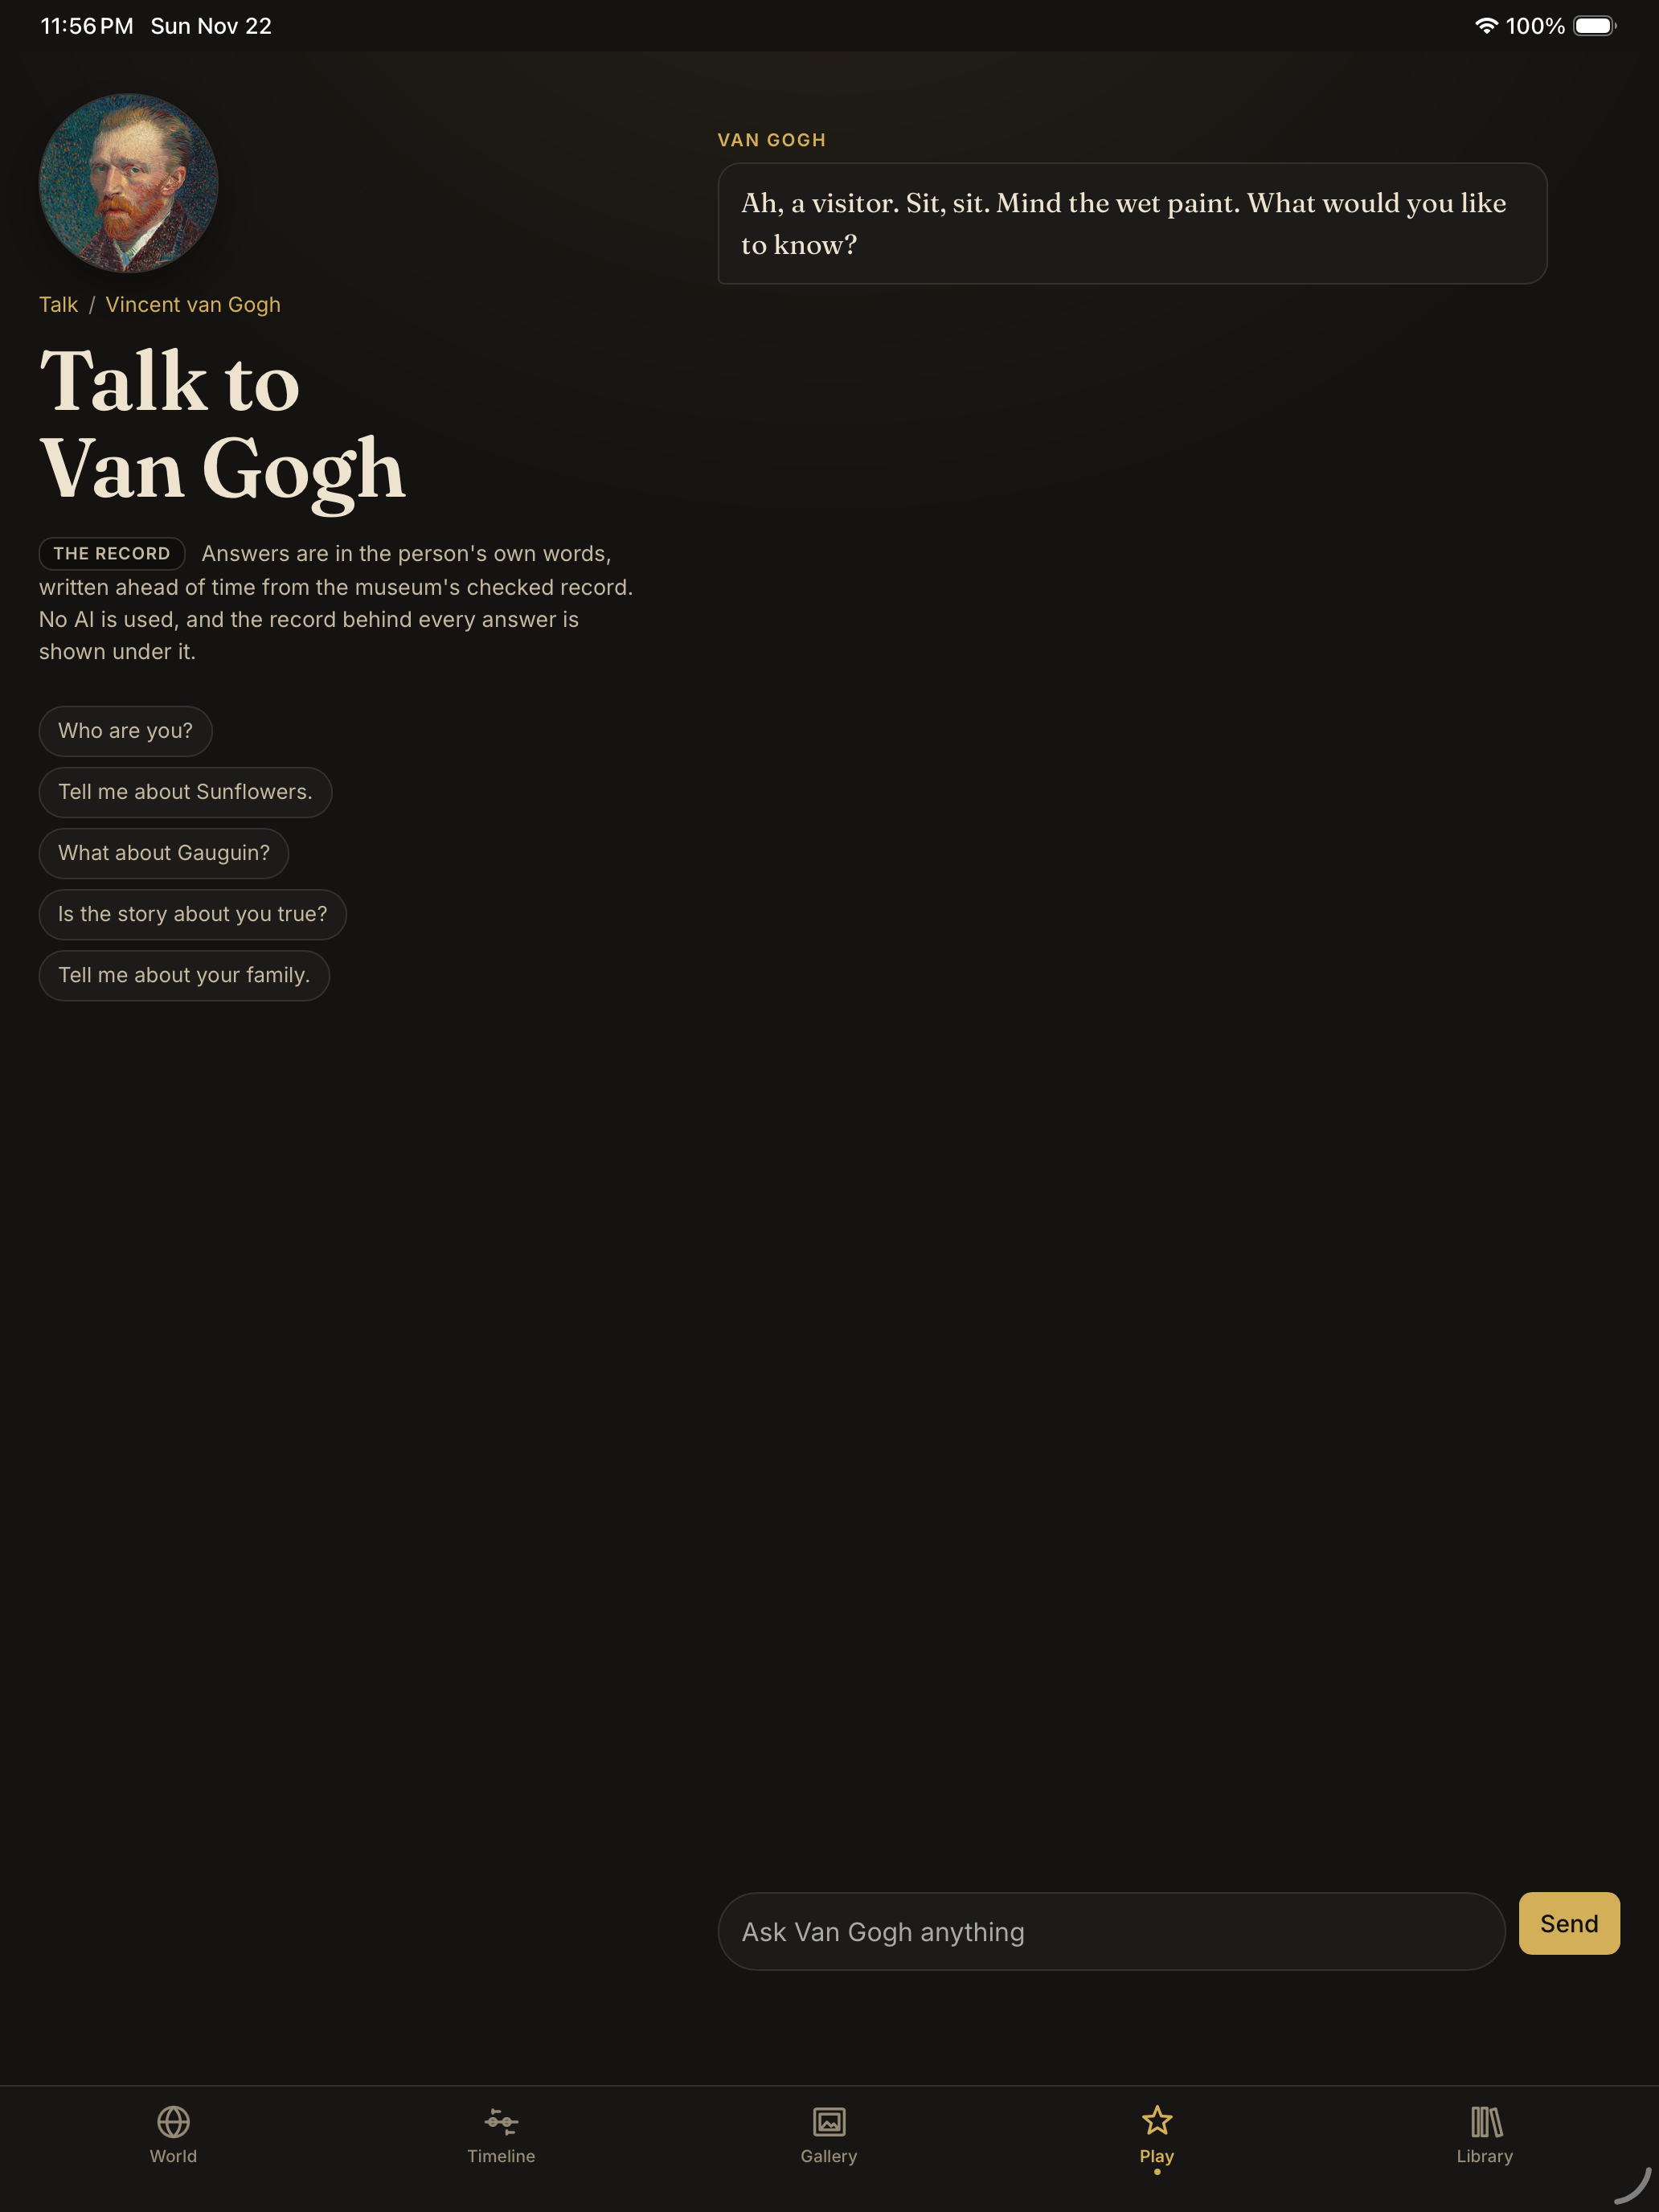 11:56 PM Sun Nov 22
100%
Talk / Vincent van Gogh
Talk to
Van Gogh
THE RECORD Answers are in the person's own words,
written ahead of time from the museum's checked record.
No AI is used, and the record behind every answer is
shown under it.
Who are you?
Tell me about Sunflowers.
What about Gauguin?
Is the story about you true?
Tell me about your family.
VAN GOGH
Ah, a visitor. Sit, sit. Mind the wet paint. What would you like
to know?
Ask Van Gogh anything
Send
World
Timeline
Gallery
Play
Library